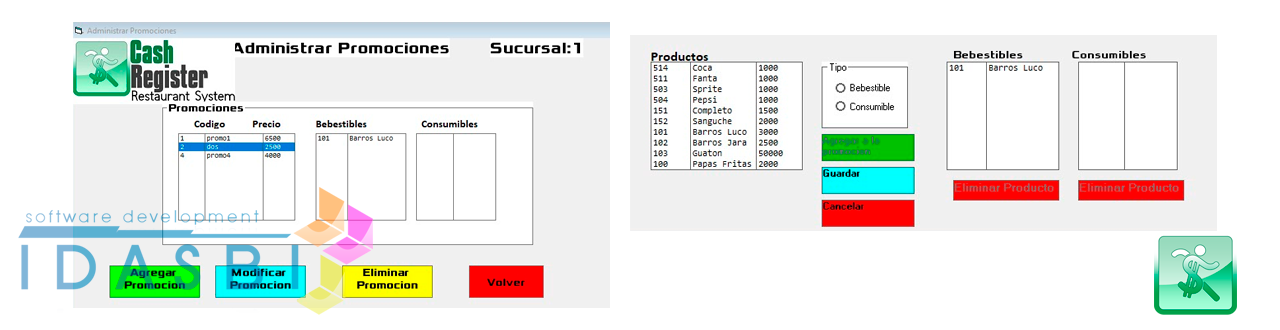 Administrar Promociones
Cash
Register
Restaurant System
Administrar Promociones
Sucursal:1
Promociones
Codigo Precio Bebestibles Consumibles
1 promo1 6500 101 Barros Luco
2 dos 2500
4 promo4 4000
software development
IDASBI
Agregar Promocion
Modificar Promocion
Eliminar Promocion
Volver
Productos
514 Coca 1000
511 Fanta 1000
503 Sprite 1000
504 Pepsi 1000
151 Completo 1500
152 Sanguche 2000
101 Barros Luco 3000
102 Barros Jara 2500
103 Guaton 50000
100 Papas Fritas 2000
Tipo
Bebestible
Consumible
Agregar a la
promocion
Guardar
Cancelar
Bebestibles Consumibles
101 Barros Luco
Eliminar Producto Eliminar Producto